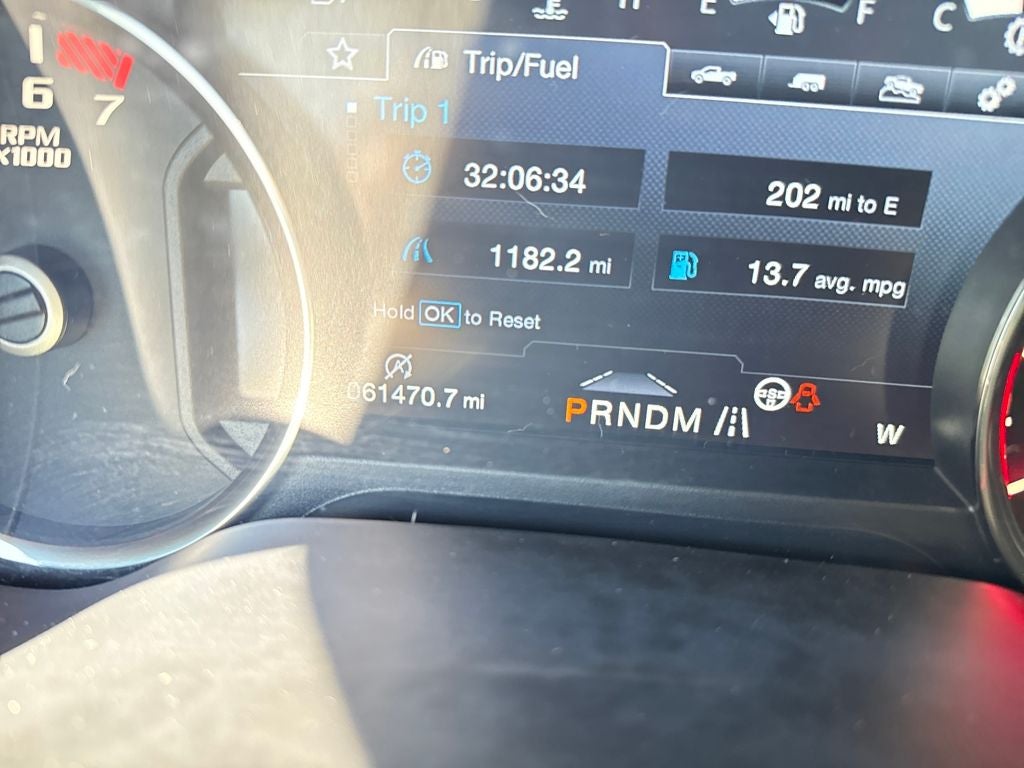 E F C
6 7
RPM
x1000
Trip/Fuel
Trip 1
32:06:34 202 mi to E
1182.2 mi 13.7 avg. mpg
Hold OK to Reset
061470.7 mi
PRNDM
W